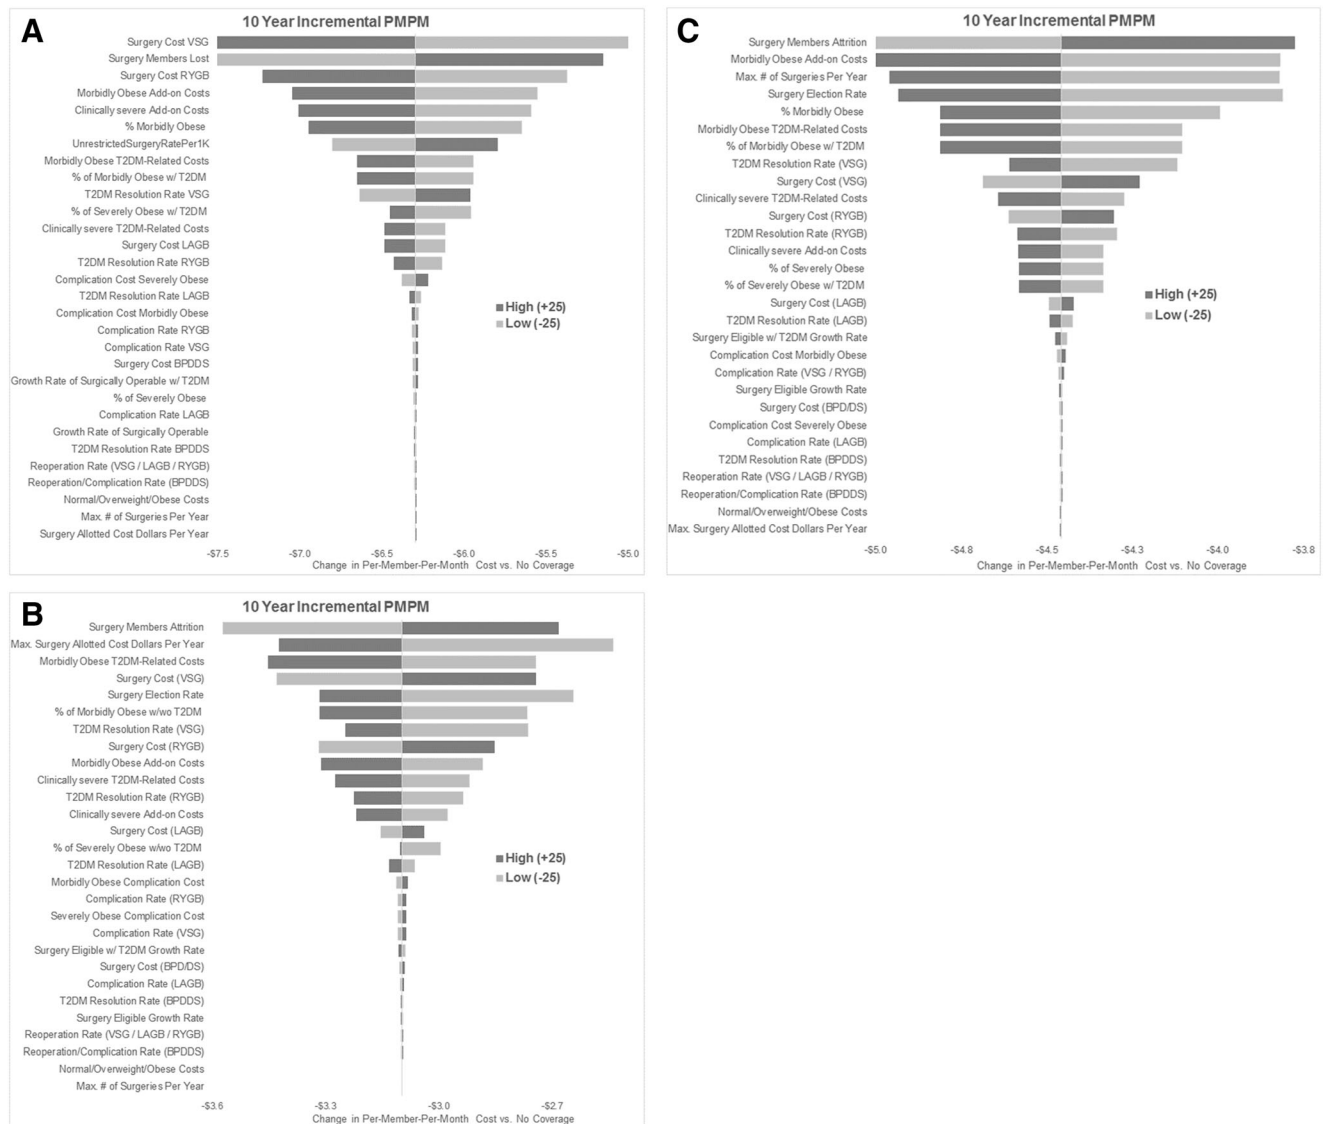 A
10 Year Incremental PMPM
Surgery Cost VSG
Surgery Members Lost
Surgery Cost RYGB
Morbidly Obese Add-on Costs
Clinically severe Add-on Costs
% Morbidly Obese
UnrestrictedSurgeryRatePer1K
Morbidly Obese T2DM-Related Costs
% of Morbidly Obese w/ T2DM
T2DM Resolution Rate VSG
% of Severely Obese w/ T2DM
Clinically severe T2DM-Related Costs
Surgery Cost LAGB
T2DM Resolution Rate RYGB
Complication Cost Severely Obese
T2DM Resolution Rate LAGB
Complication Cost Morbidly Obese
Complication Rate RYGB
Complication Rate VSG
Surgery Cost BPDDS
Growth Rate of Surgically Operable w/ T2DM
% of Severely Obese
Complication Rate LAGB
Growth Rate of Surgically Operable
T2DM Resolution Rate BPDDS
Reoperation Rate (VSG / LAGB / RYGB)
Reoperation/Complication Rate (BPDDS)
Normal/Overweight/Obese Costs
Max. # of Surgeries Per Year
Surgery Allotted Cost Dollars Per Year
High (+25)
Low (-25)
-$7.5 -$7.0 -$6.5 -$6.0 -$5.5 -$5.0
Change in Per-Member-Per-Month Cost vs. No Coverage
C
10 Year Incremental PMPM
Surgery Members Attrition
Morbidly Obese Add-on Costs
Max. # of Surgeries Per Year
Surgery Election Rate
% Morbidly Obese
Morbidly Obese T2DM-Related Costs
% of Morbidly Obese w/ T2DM
T2DM Resolution Rate (VSG)
Surgery Cost (VSG)
Clinically severe T2DM-Related Costs
Surgery Cost (RYGB)
T2DM Resolution Rate (RYGB)
Clinically severe Add-on Costs
% of Severely Obese
% of Severely Obese w/ T2DM
Surgery Cost (LAGB)
T2DM Resolution Rate (LAGB)
Surgery Eligible w/ T2DM Growth Rate
Complication Cost Morbidly Obese
Complication Rate (VSG / RYGB)
Surgery Eligible Growth Rate
Surgery Cost (BPD/DS)
Complication Cost Severely Obese
Complication Rate (LAGB)
T2DM Resolution Rate (BPDDS)
Reoperation Rate (VSG / LAGB / RYGB)
Reoperation/Complication Rate (BPDDS)
Normal/Overweight/Obese Costs
Max. Surgery Allotted Cost Dollars Per Year
High (+25)
Low (-25)
-$5.0 -$4.8 -$4.5 -$4.3 -$4.0 -$3.8
Change in Per-Member-Per-Month Cost vs. No Coverage
B
10 Year Incremental PMPM
Surgery Members Attrition
Max. Surgery Allotted Cost Dollars Per Year
Morbidly Obese T2DM-Related Costs
Surgery Cost (VSG)
Surgery Election Rate
% of Morbidly Obese w/wo T2DM
T2DM Resolution Rate (VSG)
Surgery Cost (RYGB)
Morbidly Obese Add-on Costs
Clinically severe T2DM-Related Costs
T2DM Resolution Rate (RYGB)
Clinically severe Add-on Costs
Surgery Cost (LAGB)
% of Severely Obese w/wo T2DM
T2DM Resolution Rate (LAGB)
Morbidly Obese Complication Cost
Complication Rate (RYGB)
Severely Obese Complication Cost
Complication Rate (VSG)
Surgery Eligible w/ T2DM Growth Rate
Surgery Cost (BPD/DS)
Complication Rate (LAGB)
T2DM Resolution Rate (BPDDS)
Surgery Eligible Growth Rate
Reoperation Rate (VSG / LAGB / RYGB)
Reoperation/Complication Rate (BPDDS)
Normal/Overweight/Obese Costs
Max. # of Surgeries Per Year
High (+25)
Low (-25)
-$3.6 -$3.3 -$3.0 -$2.7
Change in Per-Member-Per-Month Cost vs. No Coverage